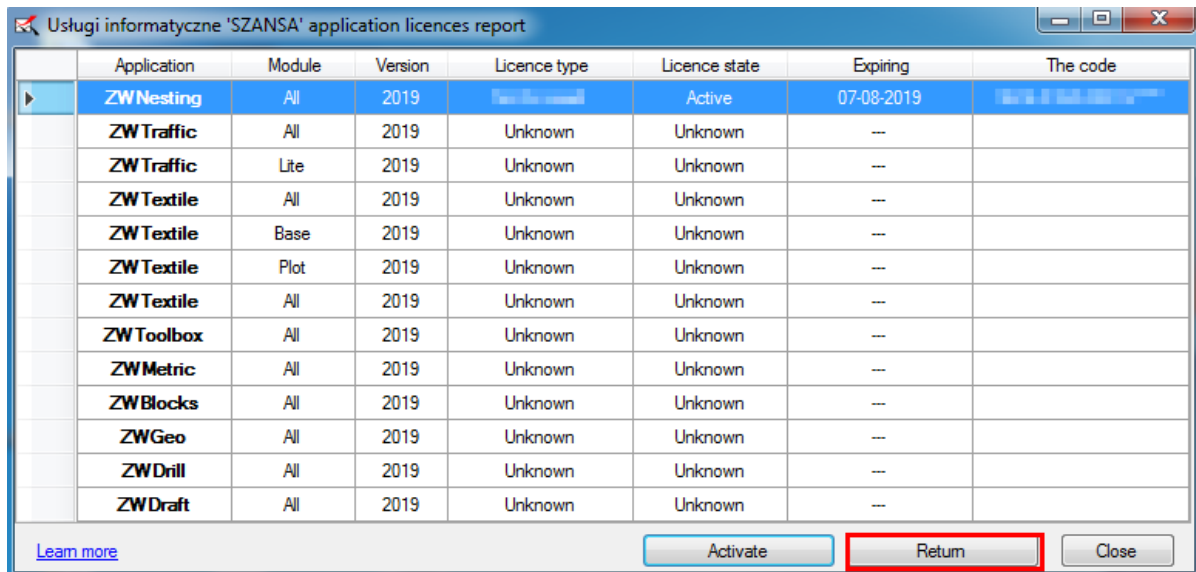 Usługi informatyczne 'SZANSA' application licences report
Application Module Version Licence type Licence state Expiring The code
ZWNesting All 2019 Active 07-08-2019
ZWTraffic All 2019 Unknown Unknown ---
ZWTraffic Lite 2019 Unknown Unknown ---
ZWTextile All 2019 Unknown Unknown ---
ZWTextile Base 2019 Unknown Unknown ---
ZWTextile Plot 2019 Unknown Unknown ---
ZWTextile All 2019 Unknown Unknown ---
ZWToolbox All 2019 Unknown Unknown ---
ZWMetric All 2019 Unknown Unknown ---
ZWBlocks All 2019 Unknown Unknown ---
ZWGeo All 2019 Unknown Unknown ---
ZWDrill All 2019 Unknown Unknown ---
ZWDraft All 2019 Unknown Unknown ---
Learn more Activate Return Close